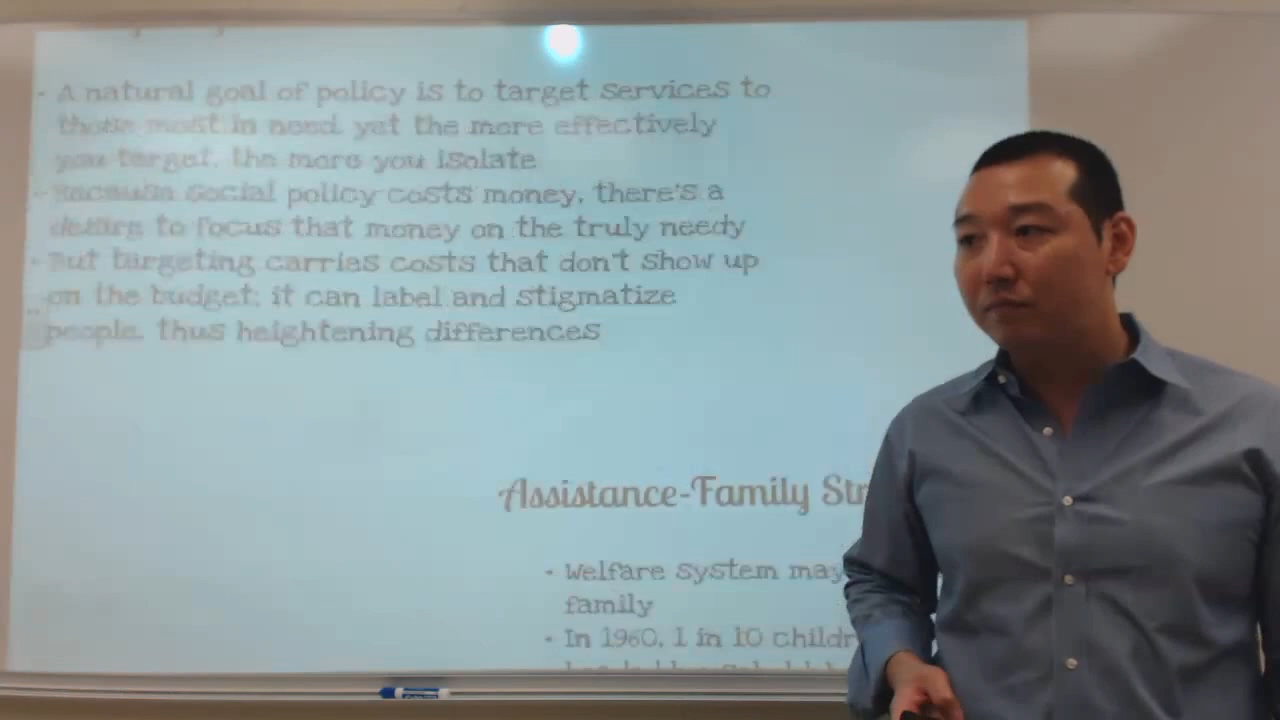 - A natural goal of policy is to target services to
those most in need, yet the more effectively
you target, the more you isolate
- Because social policy costs money, there's a
desire to focus that money on the truly needy
- But targeting carries costs that don't show up
on the budget; it can label and stigmatize
people, thus heightening differences
Assistance-Family
• Welfare system may
family
• In 1960, 1 in 10